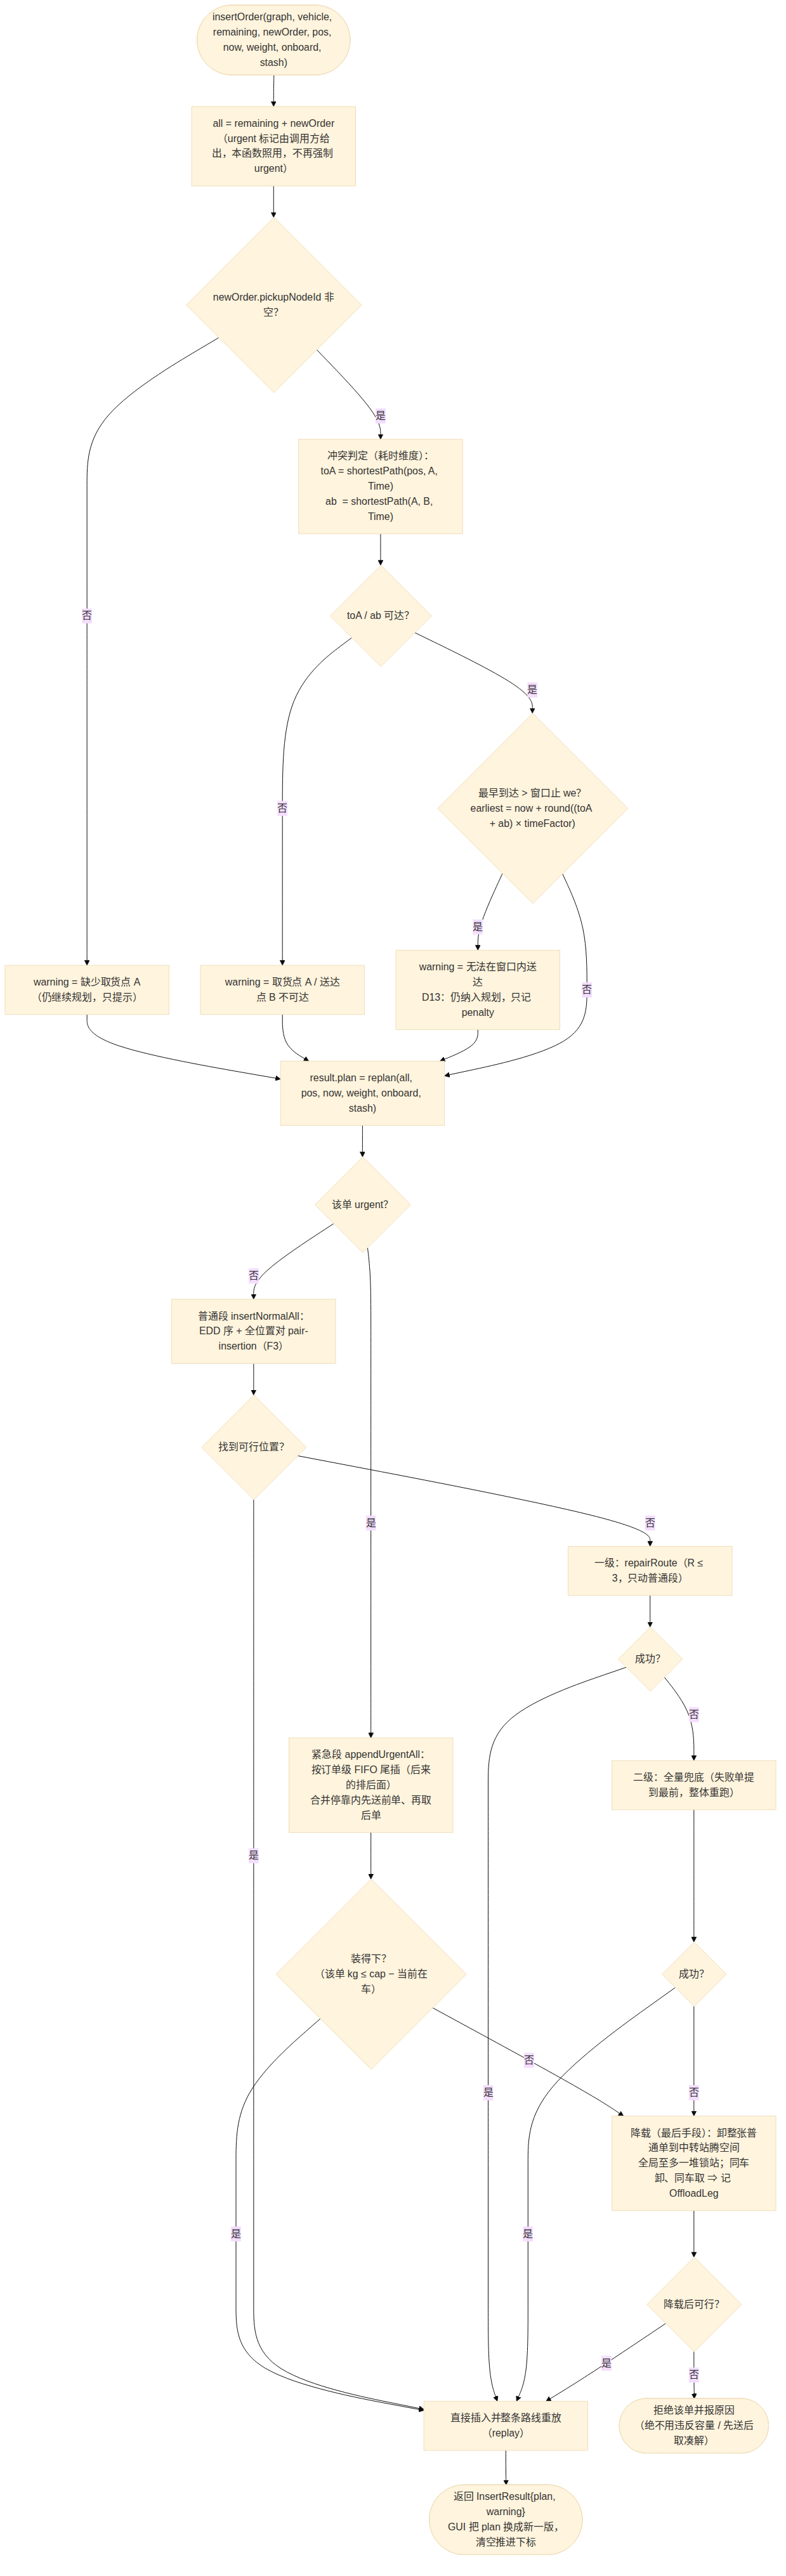 insertOrder(graph, vehicle,
remaining, newOrder, pos,
now, weight, onboard,
stash)
all = remaining + newOrder
（urgent 标记由调用方给
出，本函数照用，不再强制
urgent）
newOrder.pickupNodeId 非
空？
是
冲突判定（耗时维度）：
toA = shortestPath(pos, A,
Time)
ab = shortestPath(A, B,
Time)
否
toA / ab 可达？
是
最早到达 > 窗口止 we？
earliest = now + round((toA
+ ab) × timeFactor)
否
是
否
warning = 缺少取货点 A
（仍继续规划，只提示）
warning = 取货点 A / 送达
点 B 不可达
warning = 无法在窗口内送
达
D13：仍纳入规划，只记
penalty
result.plan = replan(all,
pos, now, weight, onboard,
stash)
该单 urgent？
否
普通段 insertNormalAll：
EDD 序 + 全位置对 pair-
insertion（F3）
找到可行位置？
是
否
一级：repairRoute（R ≤
3，只动普通段）
成功？
否
紧急段 appendUrgentAll：
按订单级 FIFO 尾插（后来
的排后面）
合并停靠内先送前单、再取
后单
二级：全量兜底（失败单提
到最前，整体重跑）
是
装得下？
（该单 kg ≤ cap − 当前在
车）
成功？
否
是
否
降载（最后手段）：卸整张普
通单到中转站腾空间
全局至多一堆锁站；同车
卸、同车取 ⇒ 记
OffloadLeg
是
是
降载后可行？
是
否
直接插入并整条路线重放
（replay）
拒绝该单并报原因
（绝不用违反容量 / 先送后
取凑解）
返回 InsertResult{plan,
warning}
GUI 把 plan 换成新一版，
清空推进下标